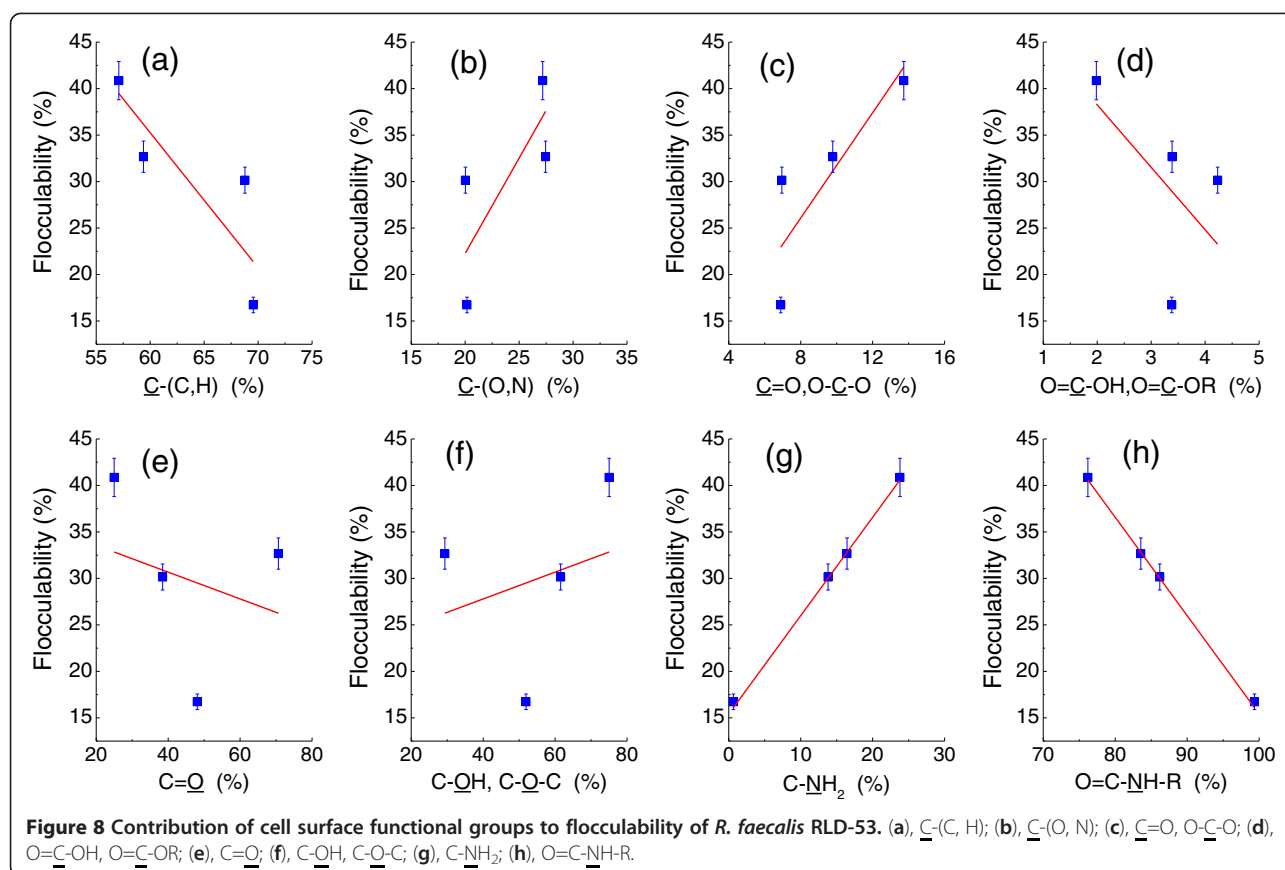 (a) (b) (c) (d)
Flocculability (%) Flocculability (%) Flocculability (%) Flocculability (%)
45 45 45 45
40 40 40 40
35 35 35 35
30 30 30 30
25 25 25 25
20 20 20 20
15 15 15 15
55 60 65 70 75 15 20 25 30 35 4 8 12 16 1 2 3 4 5
C-(C,H) (%) C-(O,N) (%) C=O,O-C-O (%) O=C-OH,O=C-OR (%)
(e) (f) (g) (h)
Flocculability (%) Flocculability (%) Flocculability (%) Flocculability (%)
45 45 45 45
40 40 40 40
35 35 35 35
30 30 30 30
25 25 25 25
20 20 20 20
15 15 15 15
20 40 60 80 20 40 60 80 0 10 20 30 70 80 90 100
C=O (%) C-OH, C-O-C (%) C-NH₂ (%) O=C-NH-R (%)
Figure 8 Contribution of cell surface functional groups to flocculability of R. faecalis RLD-53. (a), C-(C, H); (b), C-(O, N); (c), C=O, O-C-O; (d),
O=C-OH, O=C-OR; (e), C=O; (f), C-OH, C-O-C; (g), C-NH₂; (h), O=C-NH-R.